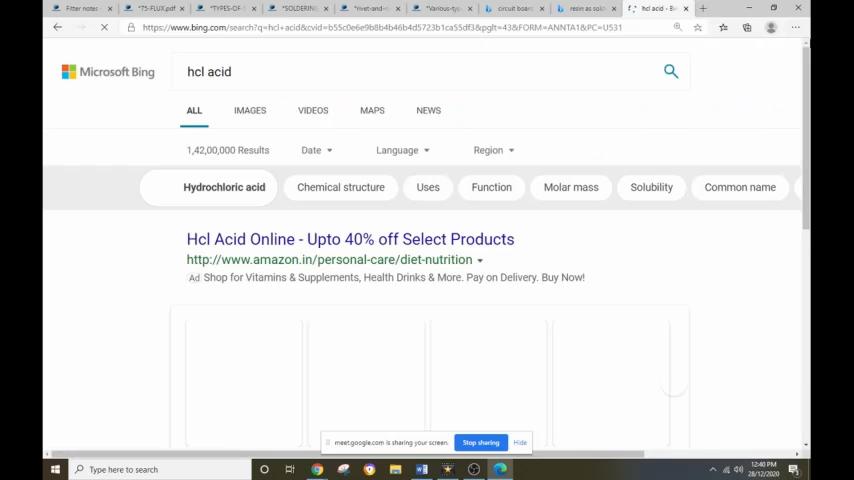 Fitter notes
*75-FLUX.pdf
*TYPES-OF-
*SOLDERING
*rivet-and-r
*Various-typ
circuit board
resin as sold
hcl acid - Bin
https://www.bing.com/search?q=hcl+acid&cvid=b55c0e6e9b8b4b46b4d5723b1ca55df3&pglt=43&FORM=ANNTA1&PC=U531
Microsoft Bing
hcl acid
ALL IMAGES VIDEOS MAPS NEWS
1,42,00,000 Results Date Language Region
Hydrochloric acid Chemical structure Uses Function Molar mass Solubility Common name
Hcl Acid Online - Upto 40% off Select Products
http://www.amazon.in/personal-care/diet-nutrition
Ad Shop for Vitamins & Supplements, Health Drinks & More. Pay on Delivery. Buy Now!
meet.google.com is sharing your screen. Stop sharing Hide
Type here to search
12:40 PM
28/12/2020